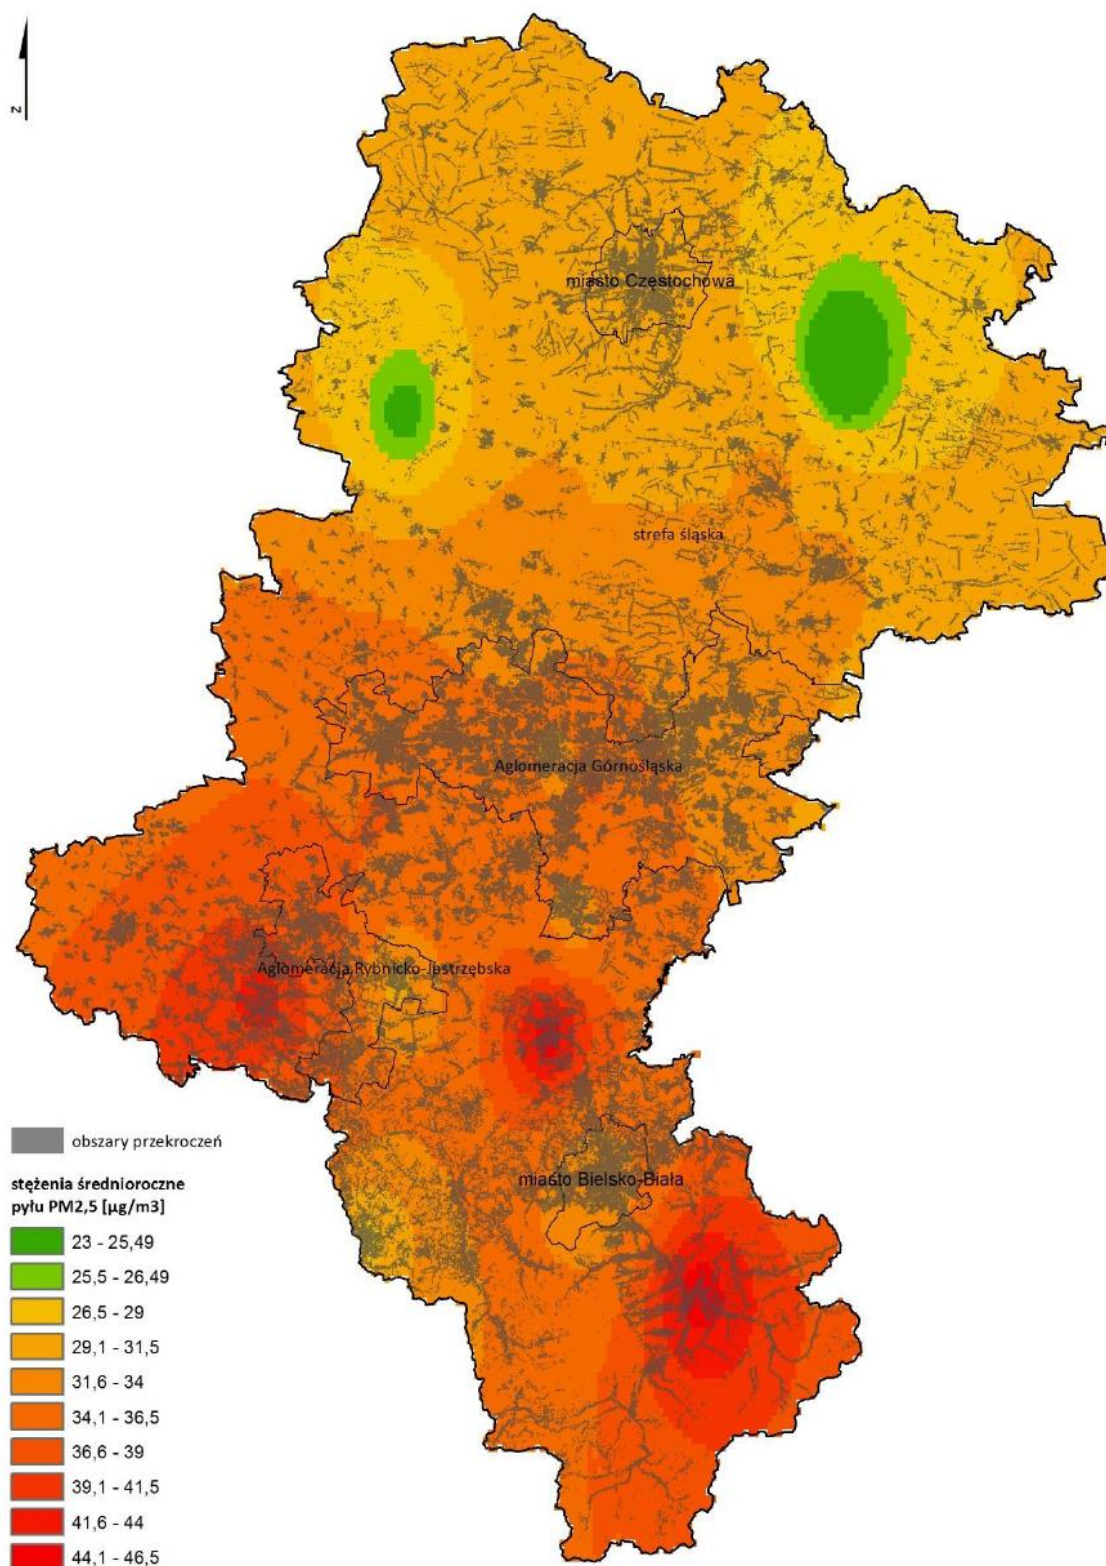 N
miasto Częstochowa
strefa śląska
Aglomeracja Górnośląska
Aglomeracja Rybnicko-Jastrzębska
miasto Bielsko-Biała
obszary przekroczeń
stężenia średnioroczne
pyłu PM2,5 [µg/m3]
23 - 25,49
25,5 - 26,49
26,5 - 29
29,1 - 31,5
31,6 - 34
34,1 - 36,5
36,6 - 39
39,1 - 41,5
41,6 - 44
44,1 - 46,5